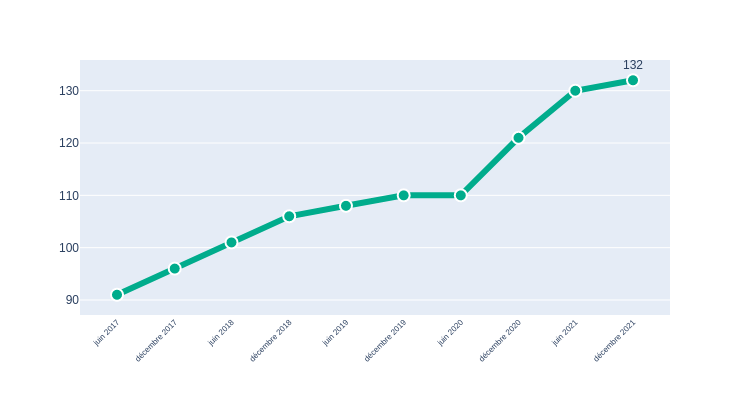 132
130
120
110
100
90
juin 2017
décembre 2017
juin 2018
décembre 2018
juin 2019
décembre 2019
juin 2020
décembre 2020
juin 2021
décembre 2021